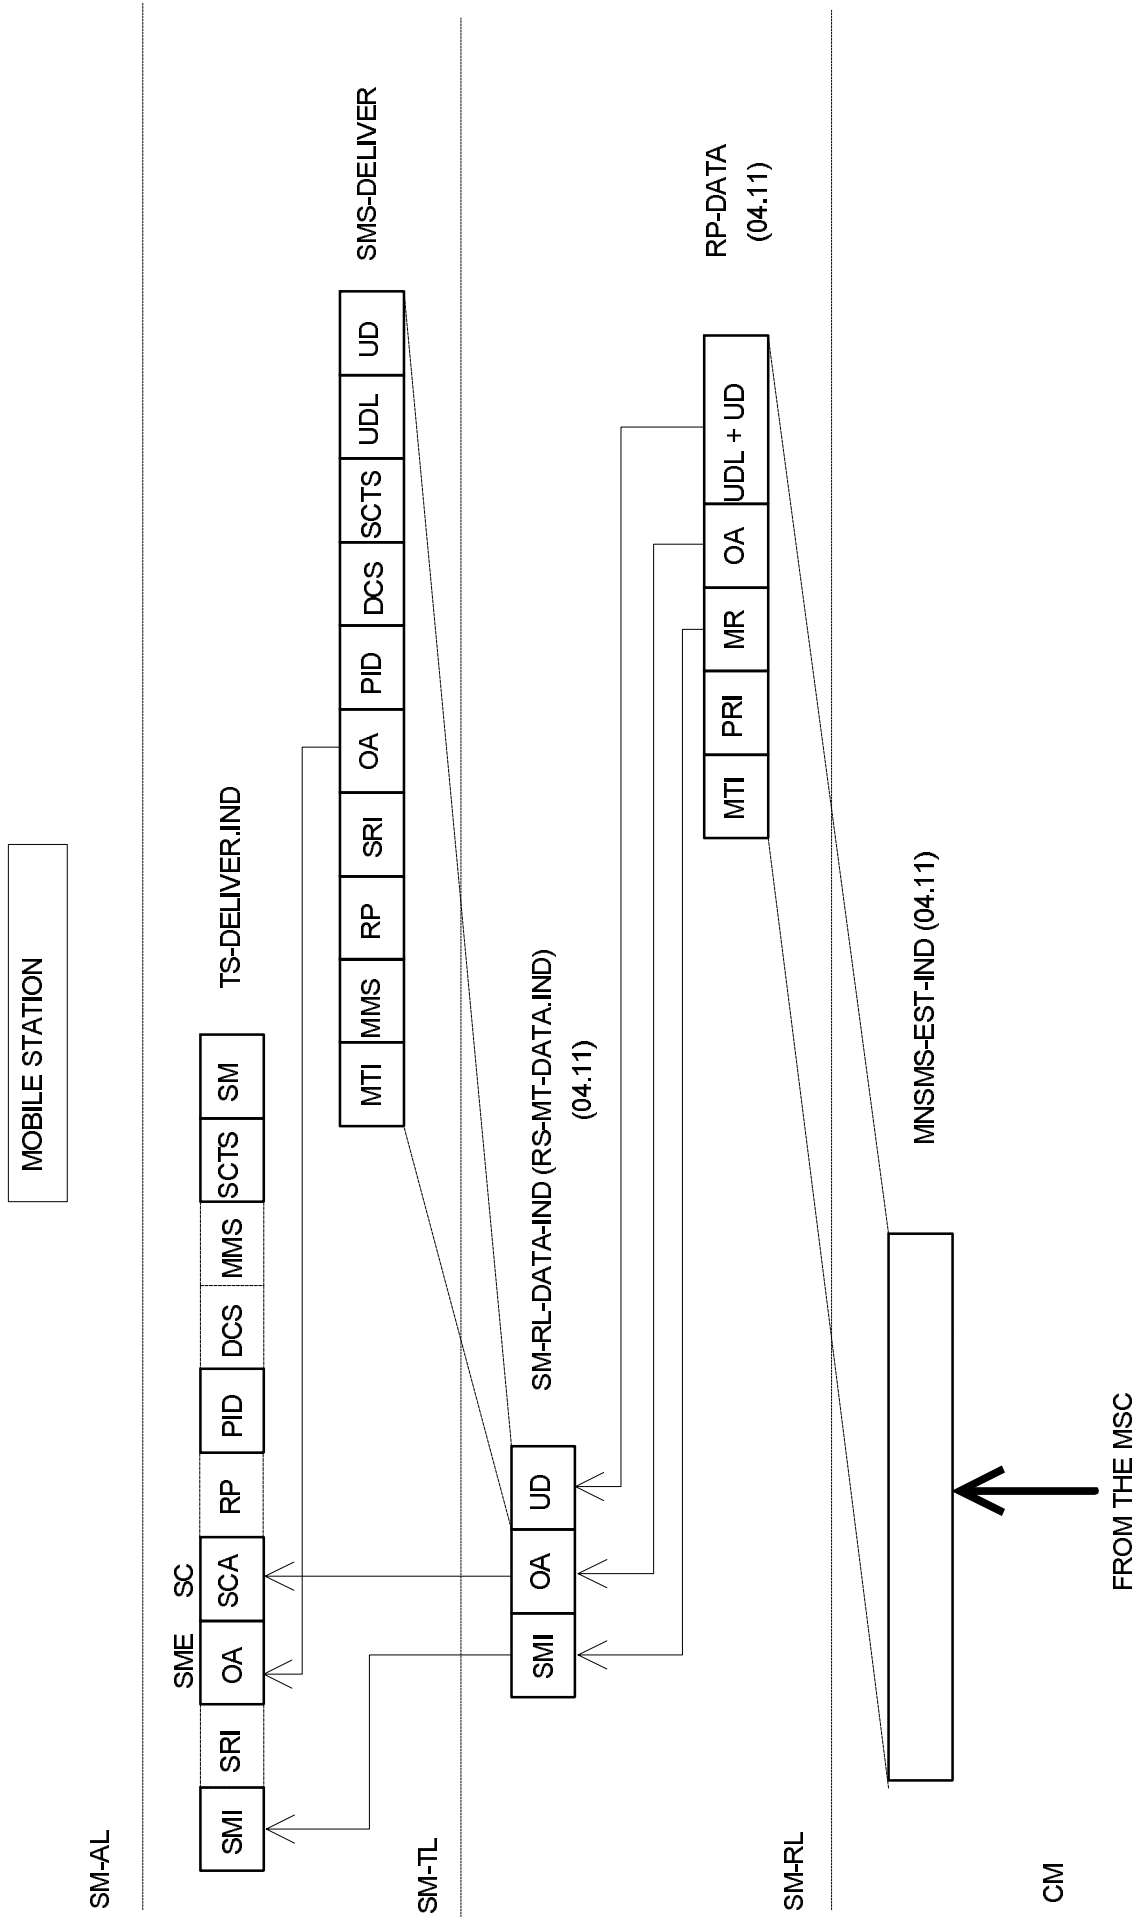 MOBILE STATION
SM-AL
TS-DELIVER.IND
SME SC
SMI SRI OA SCA RP PID DCS MMS SCTS SM
SMS-DELIVER
MTI MMS RP SRI OA PID DCS SCTS UDL UD
SM-TL
SM-RL-DATA-IND (RS-MT-DATA.IND)
(04.11)
SMI OA UD
RP-DATA
(04.11)
MTI PRI MR OA UDL + UD
SM-RL
MNSMS-EST-IND (04.11)
CM
FROM THE MSC